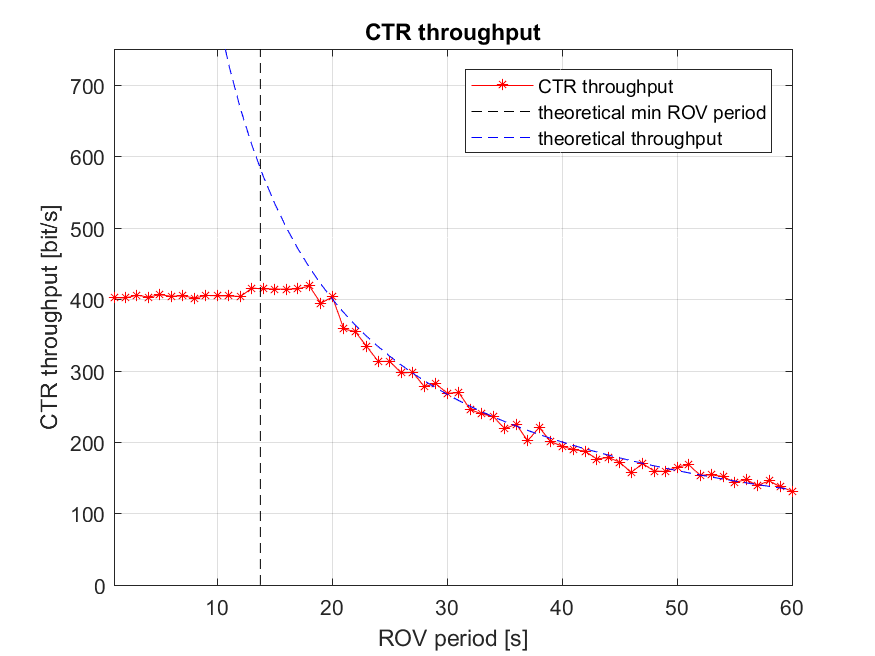 CTR throughput
CTR throughput
theoretical min ROV period
theoretical throughput
CTR throughput [bit/s]
700
600
500
400
300
200
100
0
10 20 30 40 50 60
ROV period [s]